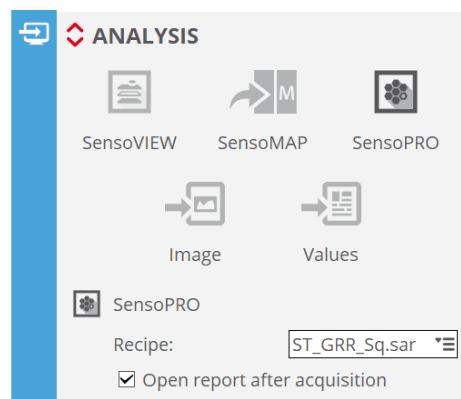 ANALYSIS
M
SensoVIEW SensoMAP SensoPRO
Image Values
SensoPRO
Recipe: ST_GRR_Sq.sar
Open report after acquisition